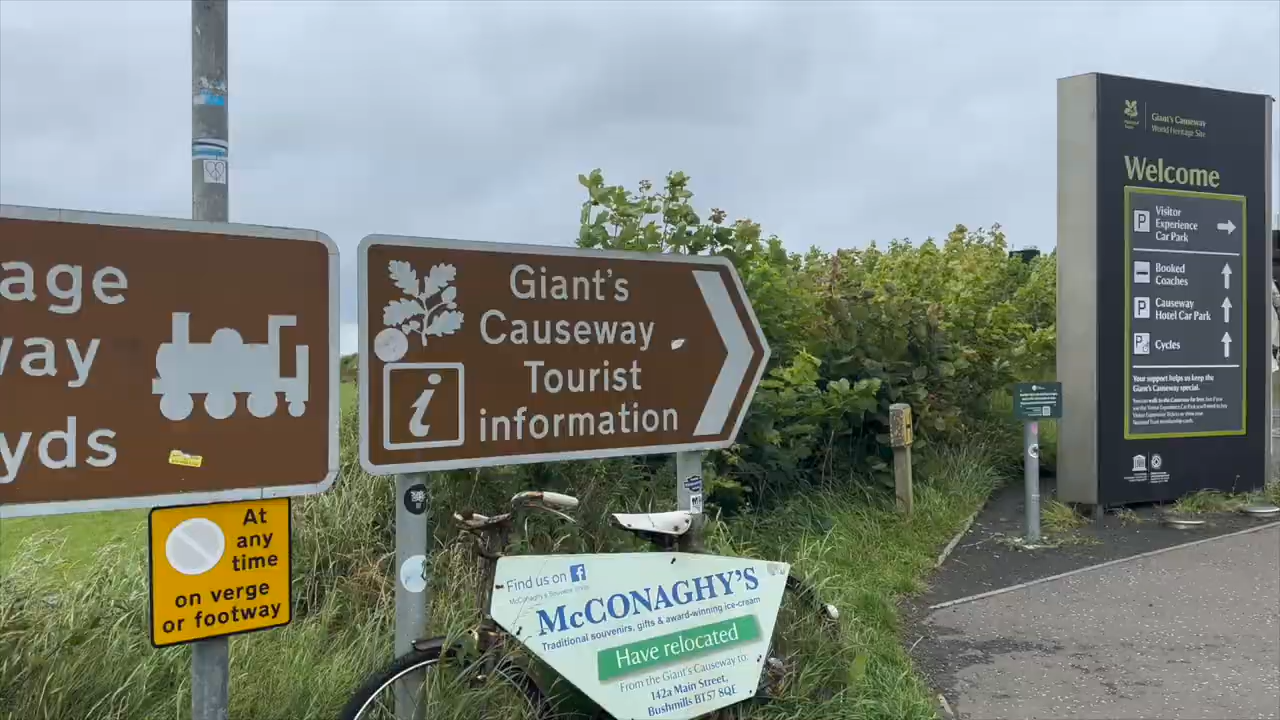 age
way
yds
At
any
time
on verge
or footway
Giant's
Causeway
Tourist
i information
Find us on f
McCONAGHY'S
Traditional souvenirs, gifts & award-winning ice-cream
Have relocated
From the Giant's Causeway to:
142a Main Street,
Bushmills BT57 8QE
Giant's Causeway
World Heritage Site
Welcome
P Visitor
Experience
Car Park
Booked
Coaches
P Causeway
Hotel Car Park
P Cycles
Your support helps us keep the
Giant's Causeway special.